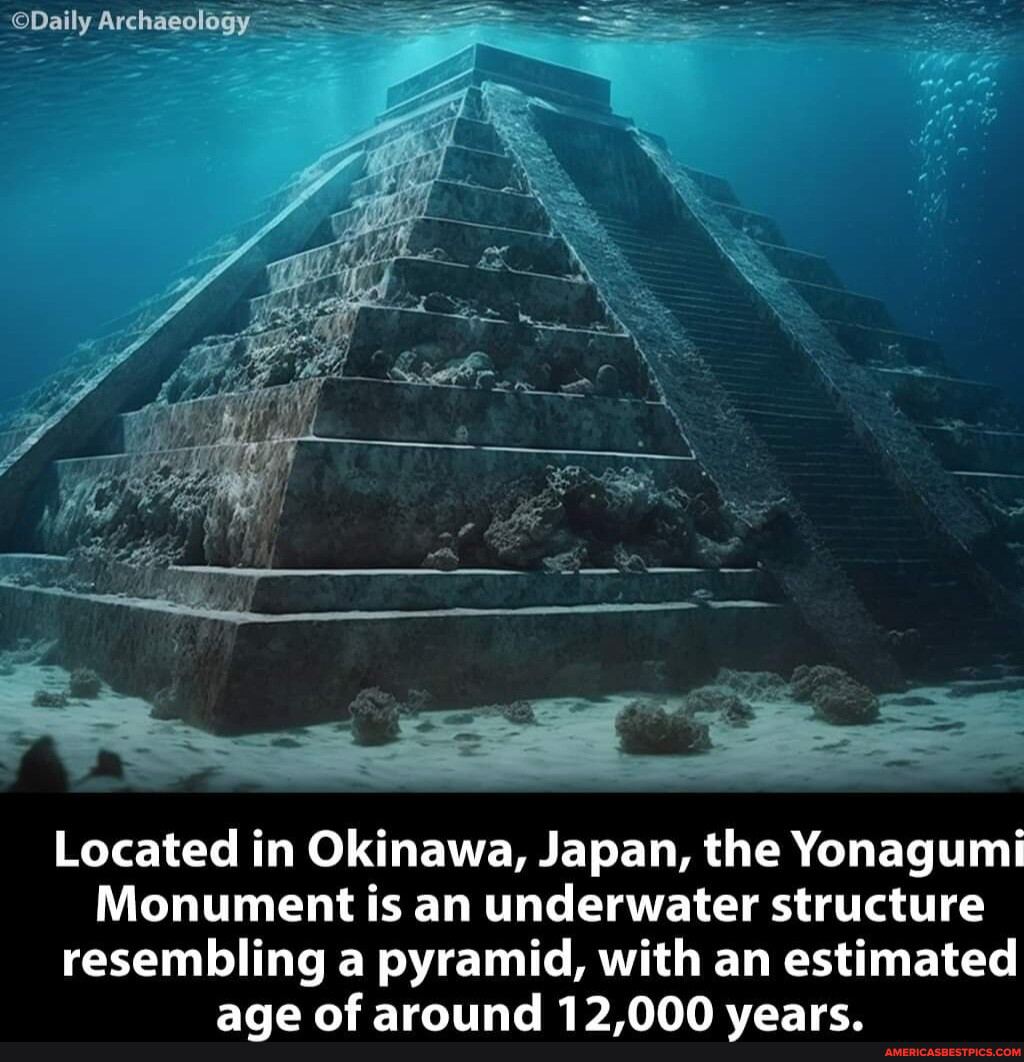 ©Daily Archaeology
Located in Okinawa, Japan, the Yonagumi
Monument is an underwater structure
resembling a pyramid, with an estimated
age of around 12,000 years.
AMERICASBESTPICS.COM